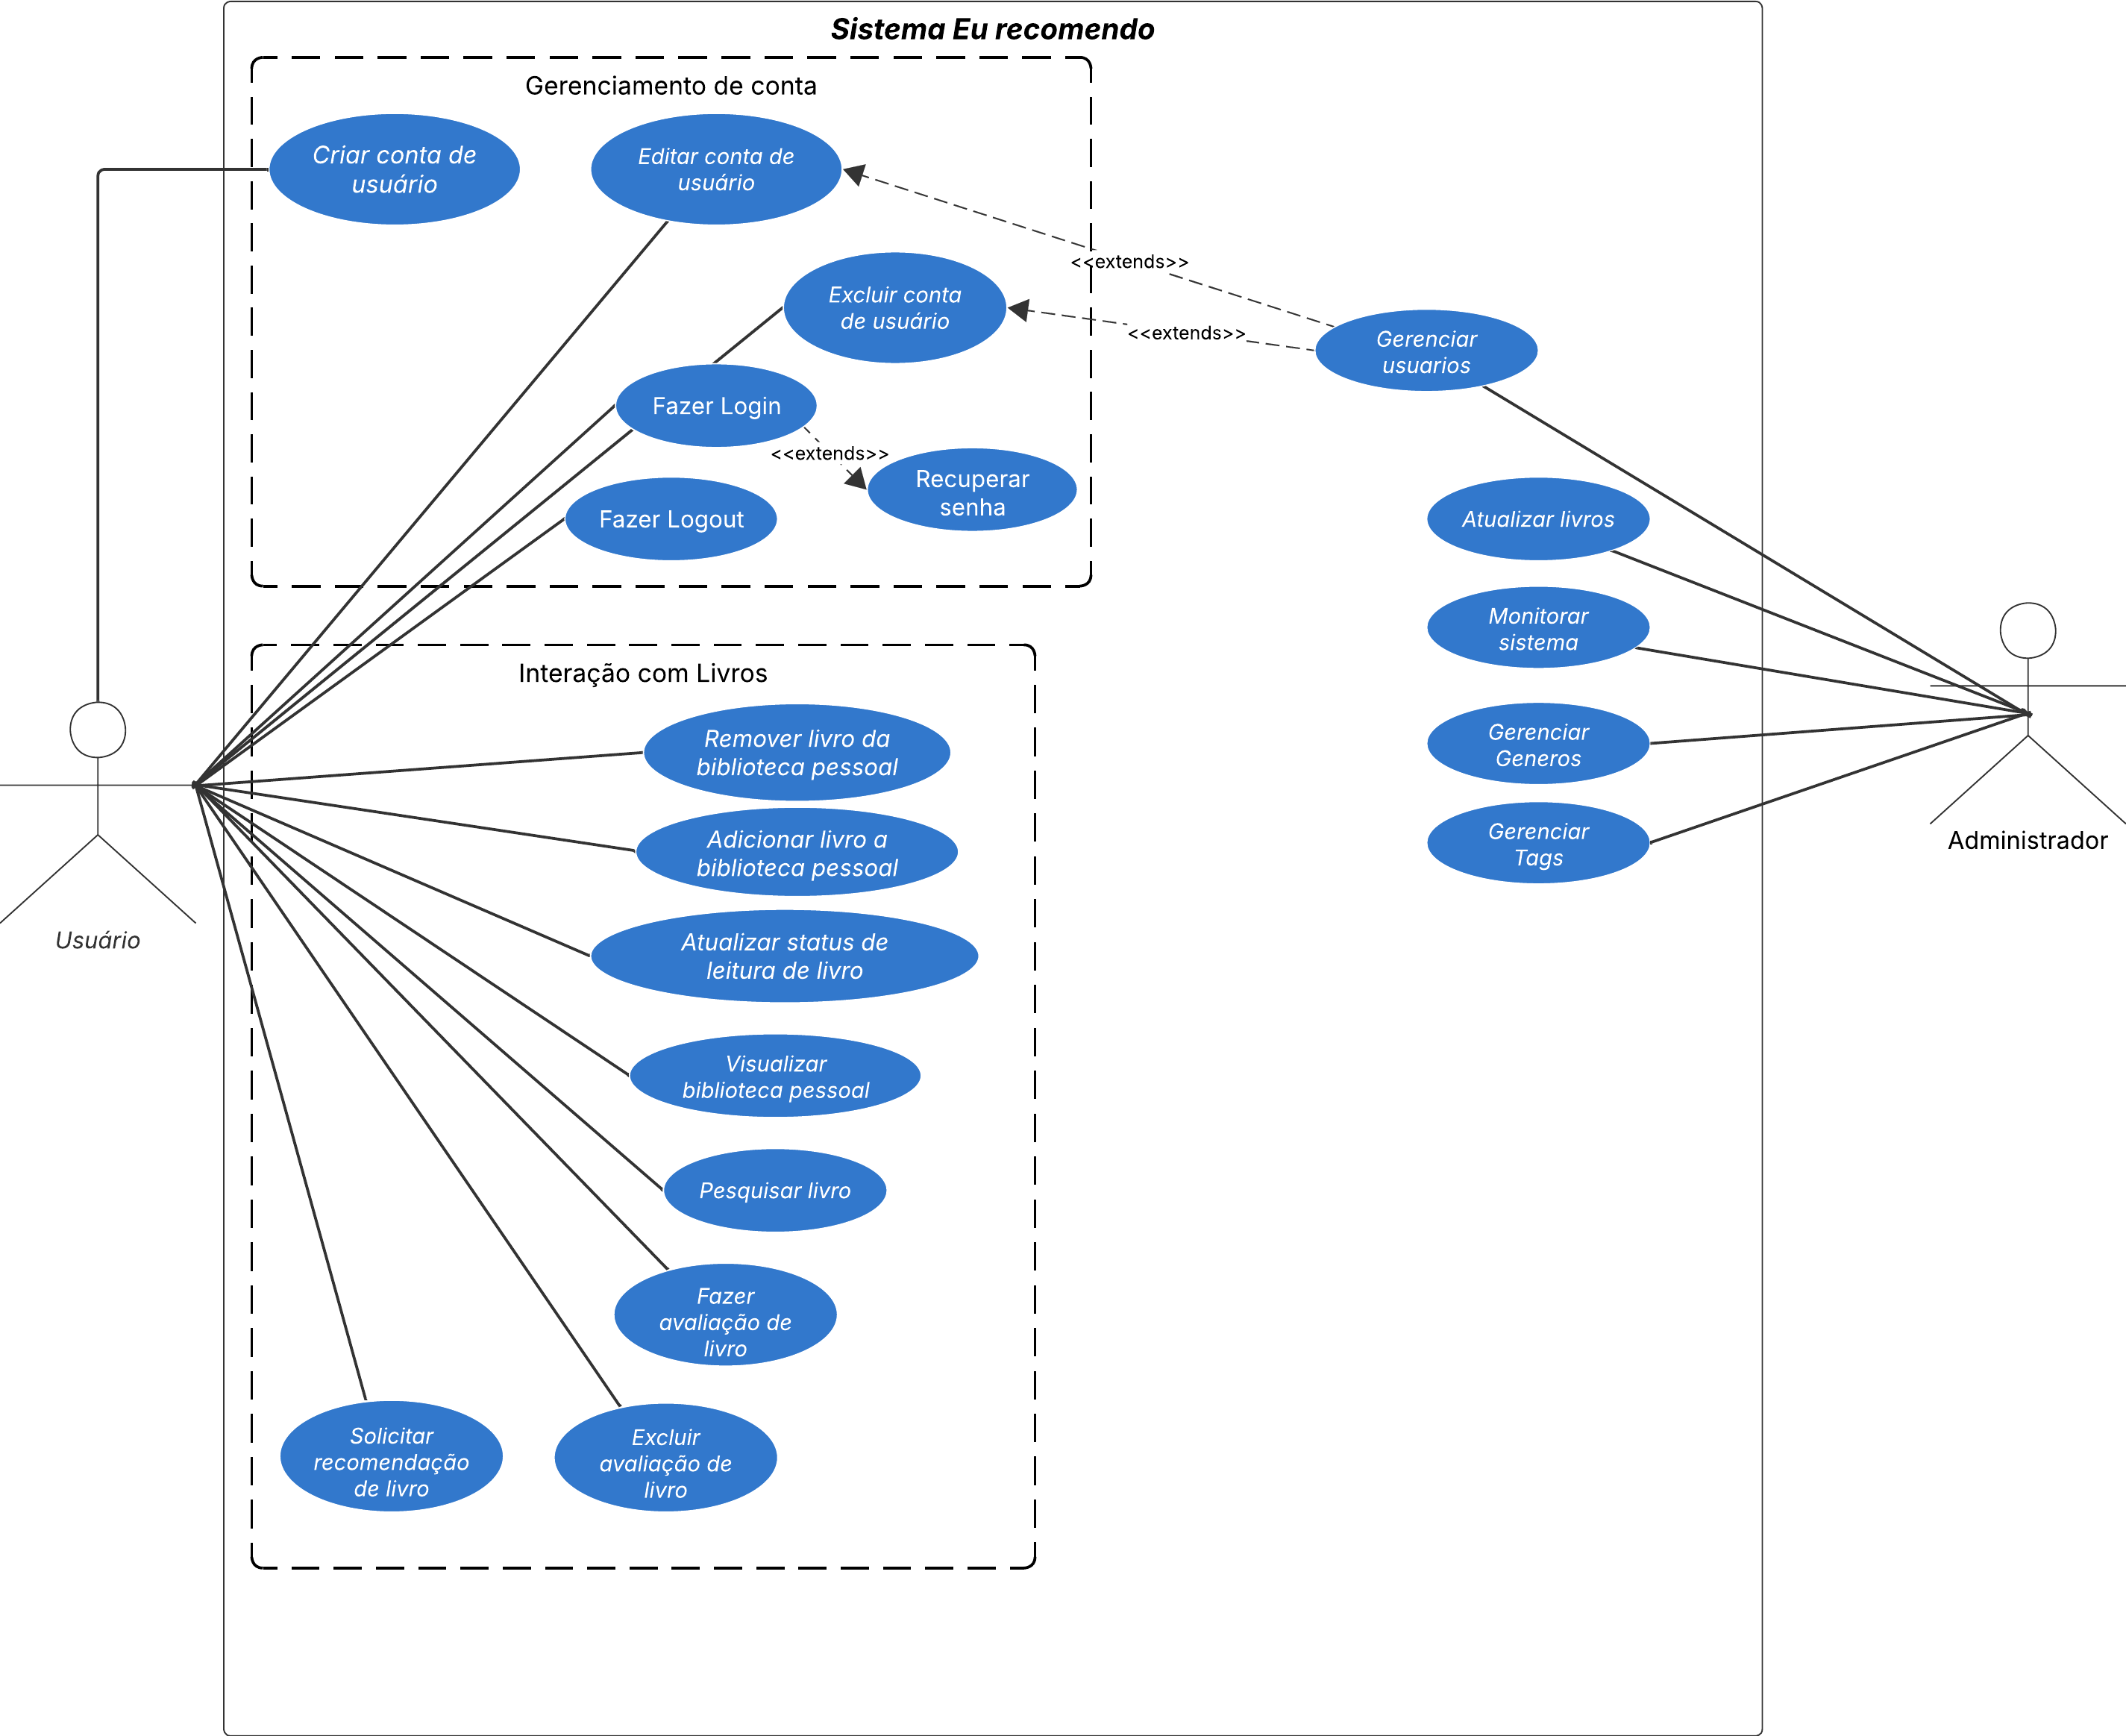 Sistema Eu recomendo
Gerenciamento de conta
Criar conta de
usuário
Editar conta de
usuário
<<extends>>
Excluir conta
de usuário
<<extends>>
Gerenciar
usuarios
Fazer Login
<<extends>>
Recuperar
senha
Fazer Logout
Atualizar livros
Monitorar
sistema
Interação com Livros
Remover livro da
biblioteca pessoal
Gerenciar
Generos
Adicionar livro a
biblioteca pessoal
Gerenciar
Tags
Administrador
Usuário
Atualizar status de
leitura de livro
Visualizar
biblioteca pessoal
Pesquisar livro
Fazer
avaliação de
livro
Solicitar
recomendação
de livro
Excluir
avaliação de
livro